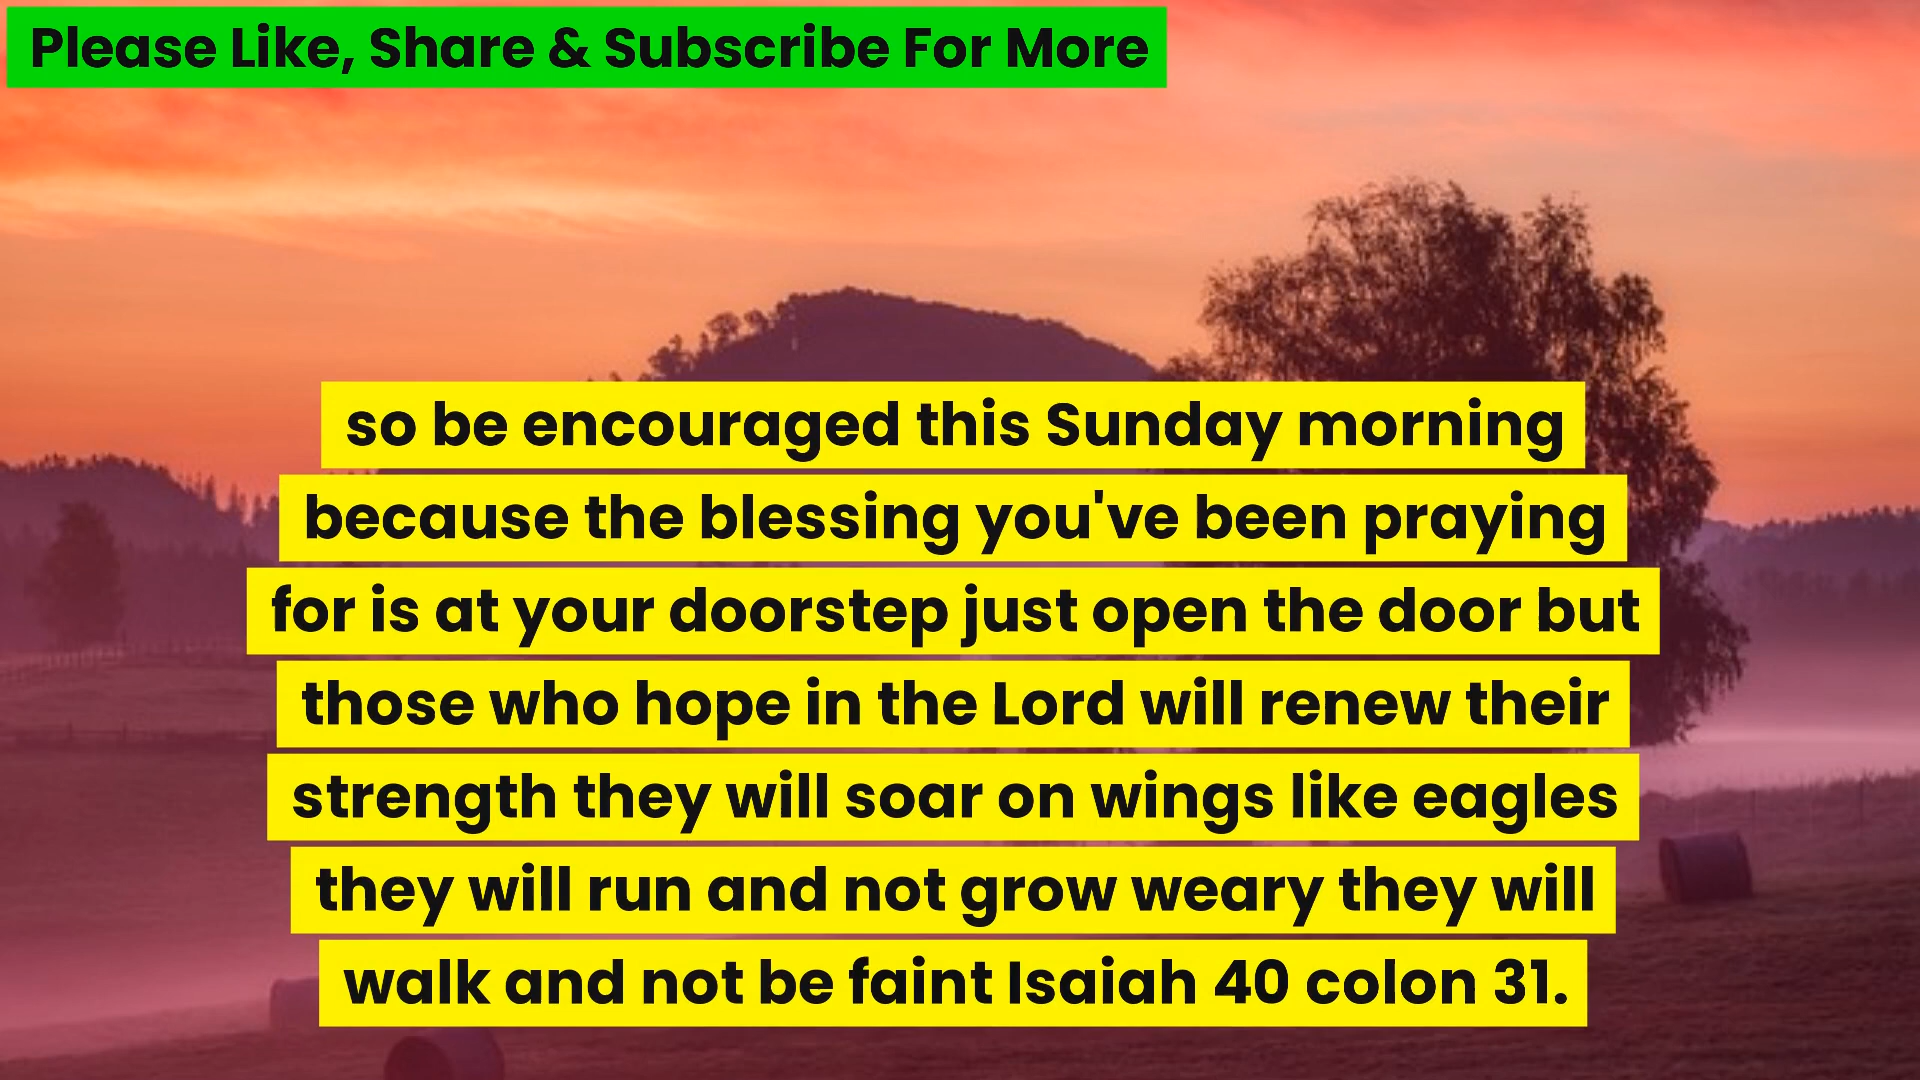 Please Like, Share & Subscribe For More
so be encouraged this Sunday morning
because the blessing you've been praying
for is at your doorstep just open the door but
those who hope in the Lord will renew their
strength they will soar on wings like eagles
they will run and not grow weary they will
walk and not be faint Isaiah 40 colon 31.